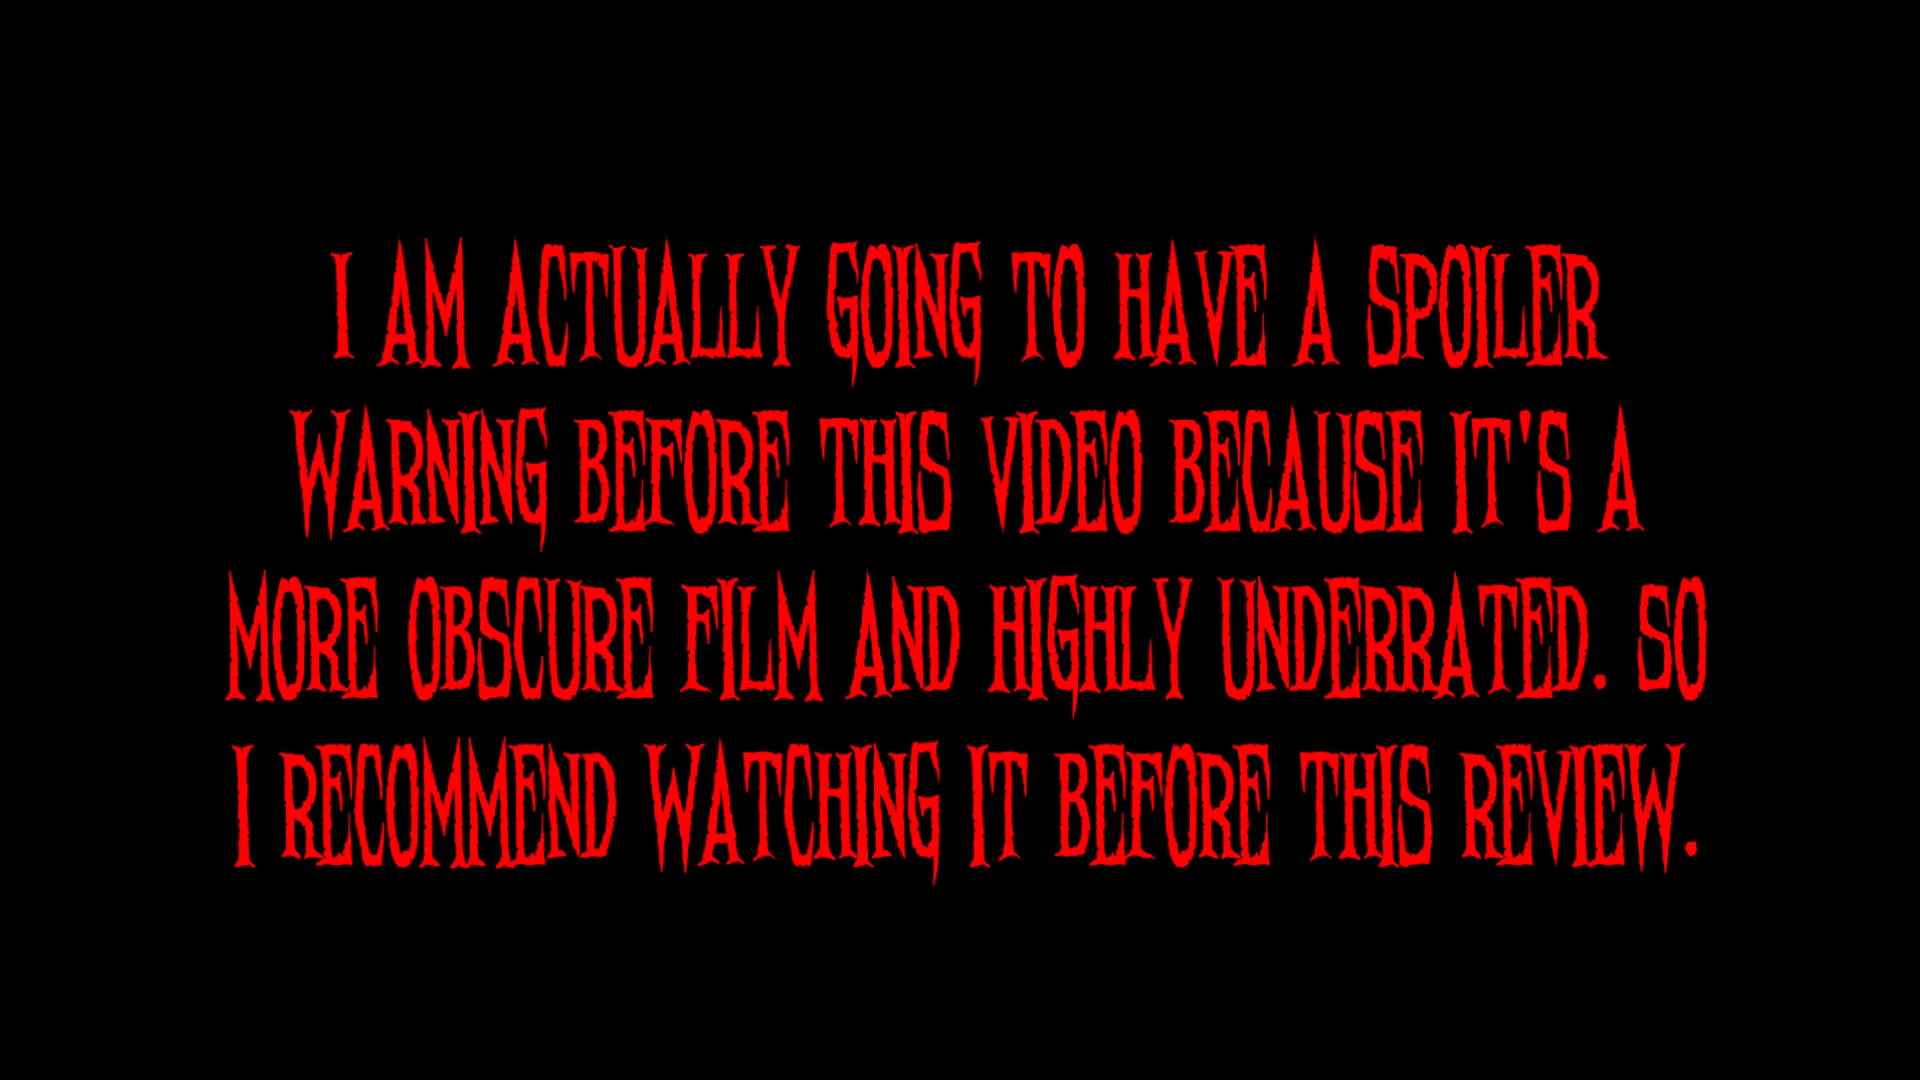 I AM ACTUALLY GOING TO HAVE A SPOILER
WARNING BEFORE THIS VIDEO BECAUSE IT'S A
MORE OBSCURE FILM AND HIGHLY UNDERRATED. SO
I RECOMMEND WATCHING IT BEFORE THIS REVIEW.